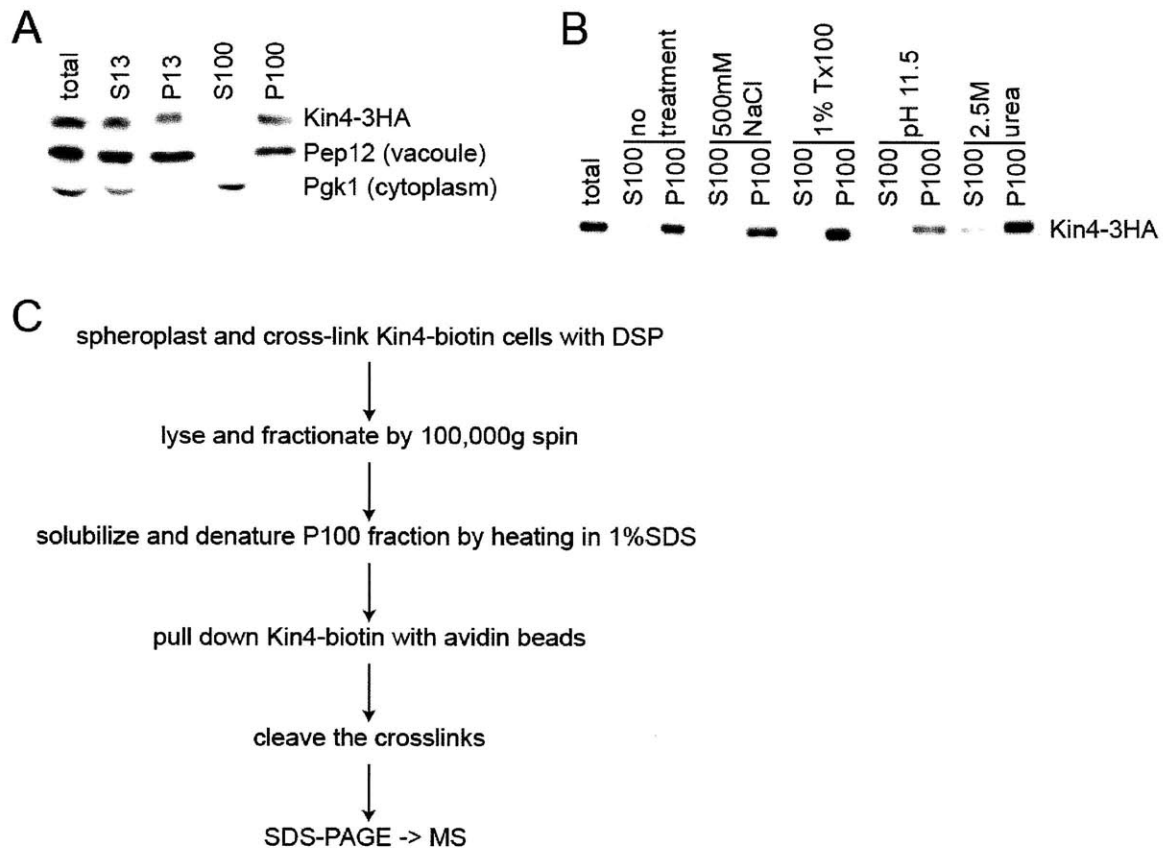 A
total
S13
P13
S100
P100
Kin4-3HA
Pep12 (vacoule)
Pgk1 (cytoplasm)
B
total
S100
P100
no
treatment
S100
P100
500mM
NaCl
S100
P100
1% Tx100
S100
P100
pH 11.5
S100
P100
2.5M
urea
Kin4-3HA
C
spheroplast and cross-link Kin4-biotin cells with DSP
lyse and fractionate by 100,000g spin
solubilize and denature P100 fraction by heating in 1%SDS
pull down Kin4-biotin with avidin beads
cleave the crosslinks
SDS-PAGE -> MS